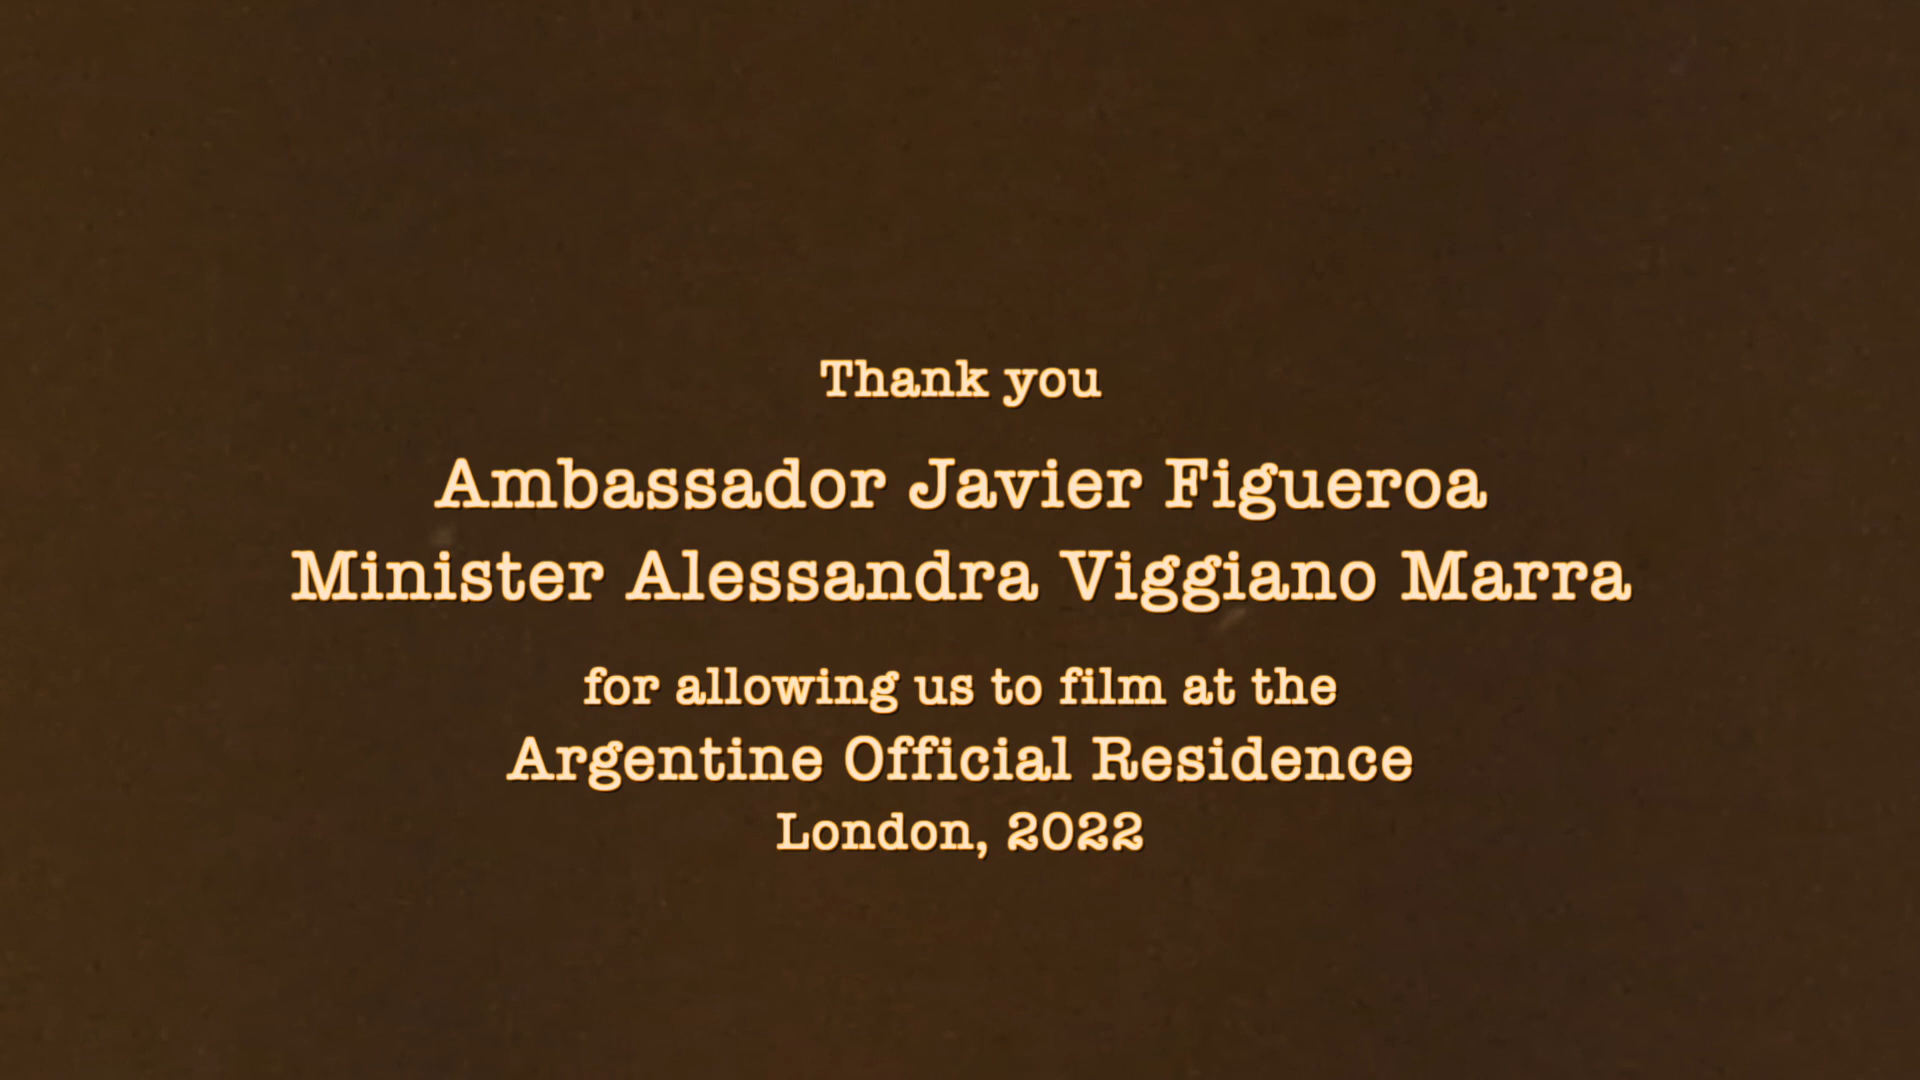 Thank you
Ambassador Javier Figueroa
Minister Alessandra Viggiano Marra
for allowing us to film at the
Argentine Official Residence
London, 2022